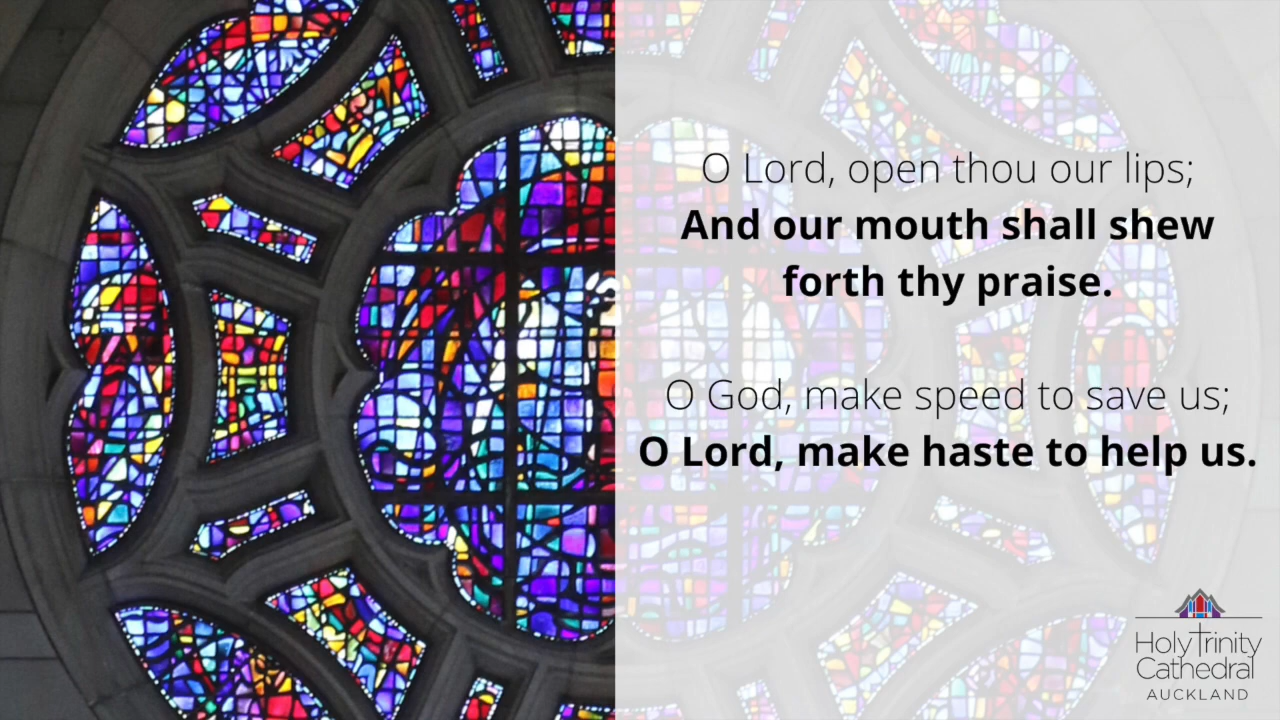 O Lord, open thou our lips;
And our mouth shall shew
forth thy praise.
O God, make speed to save us;
O Lord, make haste to help us.
Holy Trinity
Cathedral
AUCKLAND